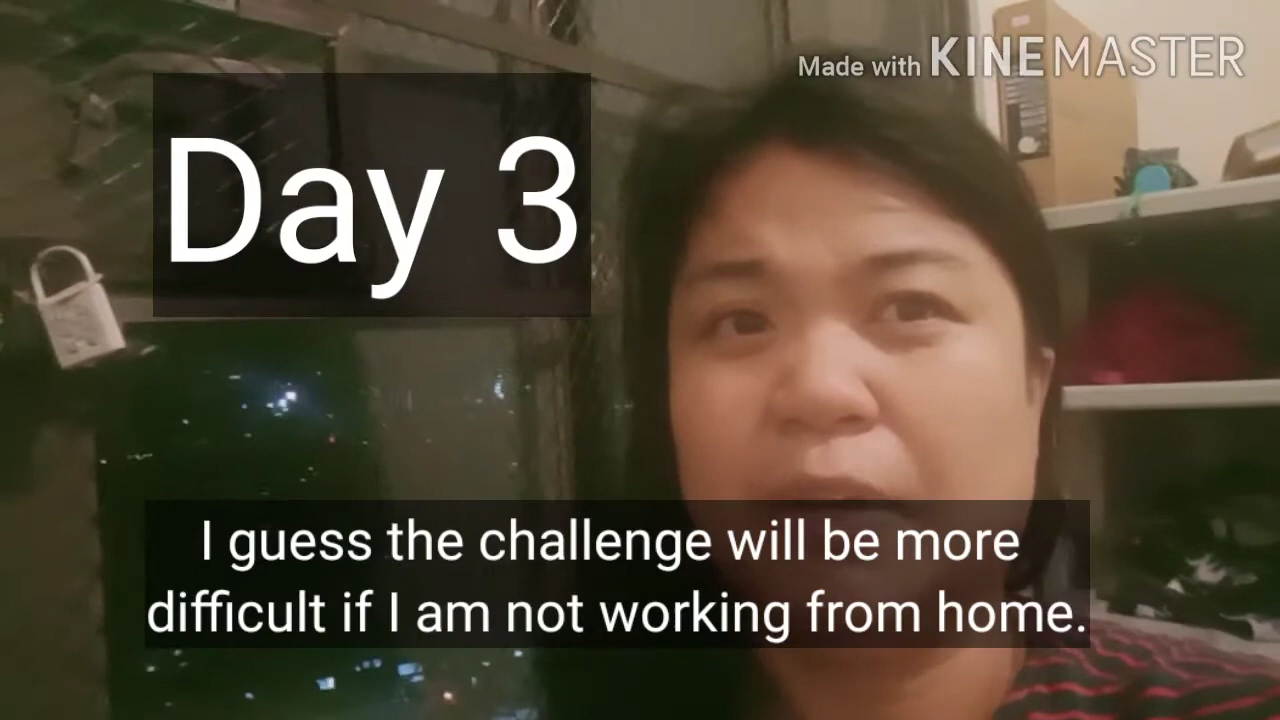 Made with KINEMASTER
Day 3
I guess the challenge will be more
difficult if I am not working from home.